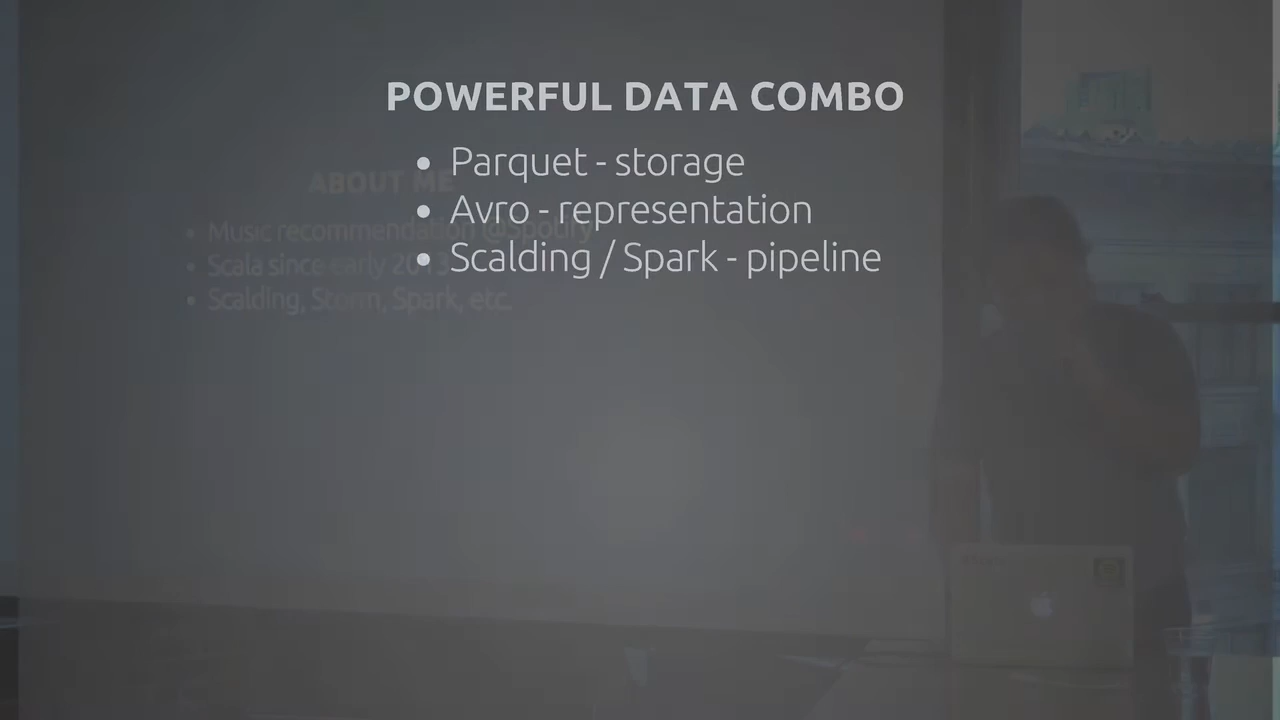 POWERFUL DATA COMBO
Parquet - storage
Avro - representation
Scalding / Spark - pipeline
ABOUT ME
Music recommendation @Spotify
Scala since early 2013
Scalding, Storm, Spark, etc.